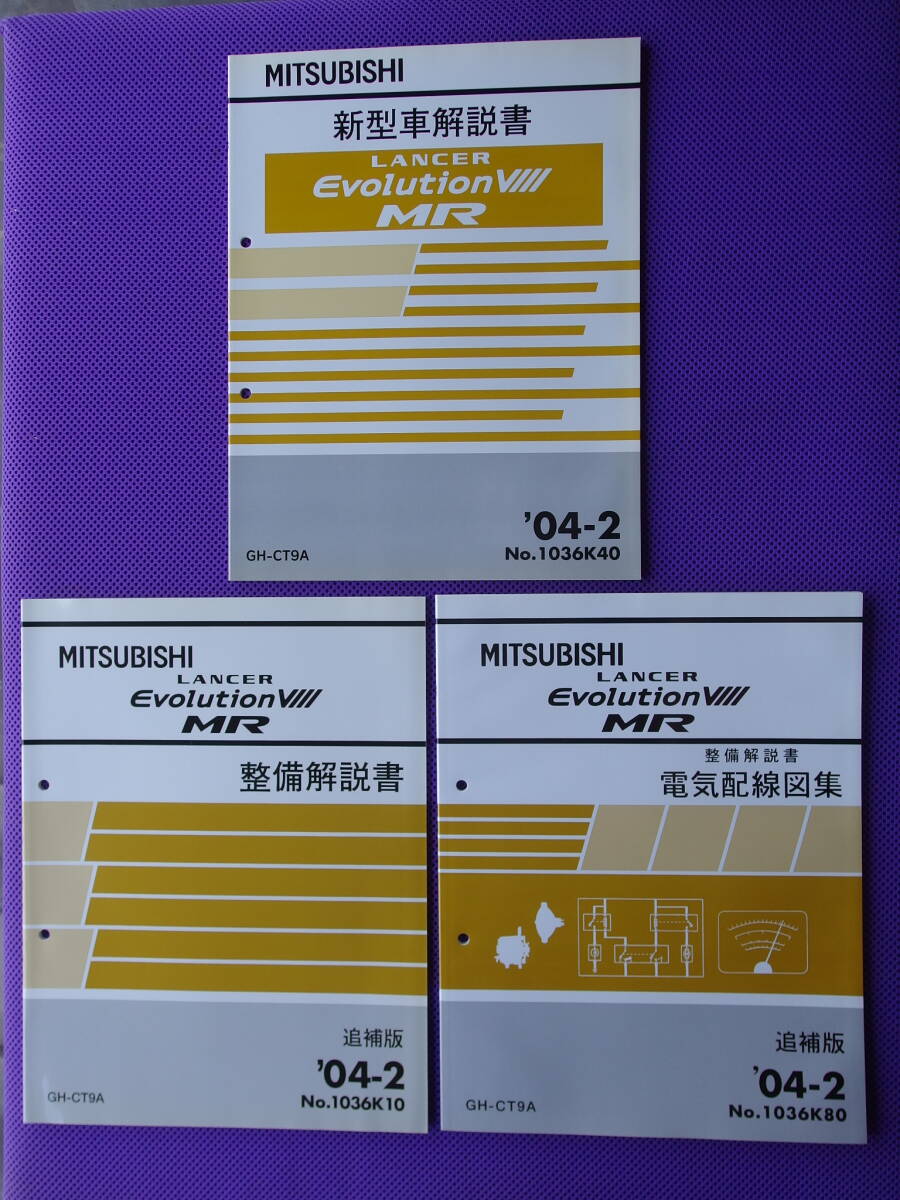 MITSUBISHI
新型車解説書
LANCER
Evolution VIII
MR
'04-2
GH-CT9A
No.1036K40
MITSUBISHI
LANCER
Evolution VIII
MR
整備解説書
追補版
'04-2
GH-CT9A
No.1036K10
MITSUBISHI
LANCER
Evolution VIII
MR
整備解説書
電気配線図集
追補版
'04-2
GH-CT9A
No.1036K80